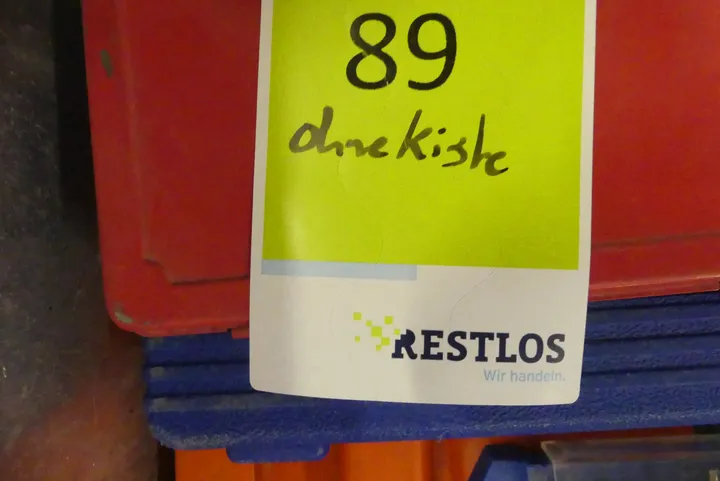 89
ohne Kiste
RESTLOS
Wir handeln.